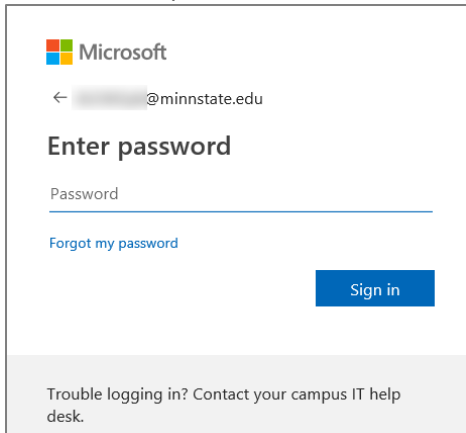 Microsoft
← @minnstate.edu
Enter password
Password
Forgot my password
Sign in
Trouble logging in? Contact your campus IT help
desk.